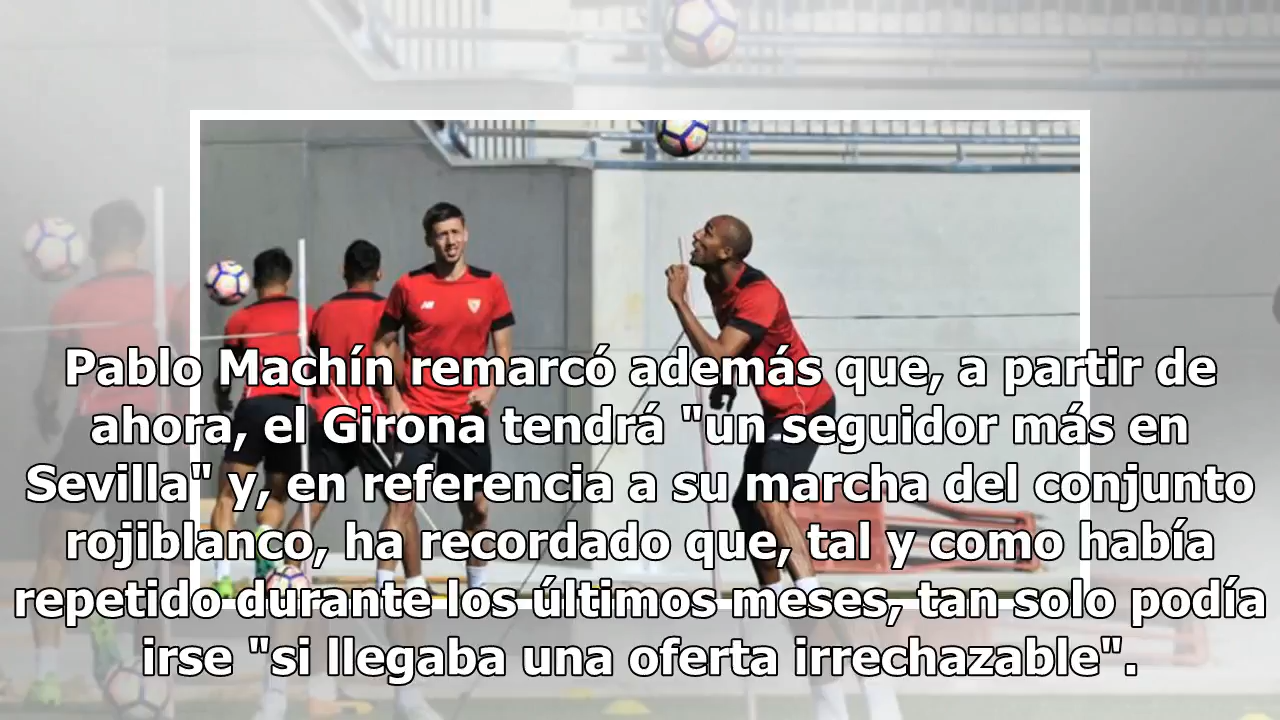 Pablo Machín remarcó además que, a partir de
ahora, el Girona tendrá "un seguidor más en
Sevilla" y, en referencia a su marcha del conjunto
rojiblanco, ha recordado que, tal y como había
repetido durante los últimos meses, tan solo podía
irse "si llegaba una oferta irrechazable".